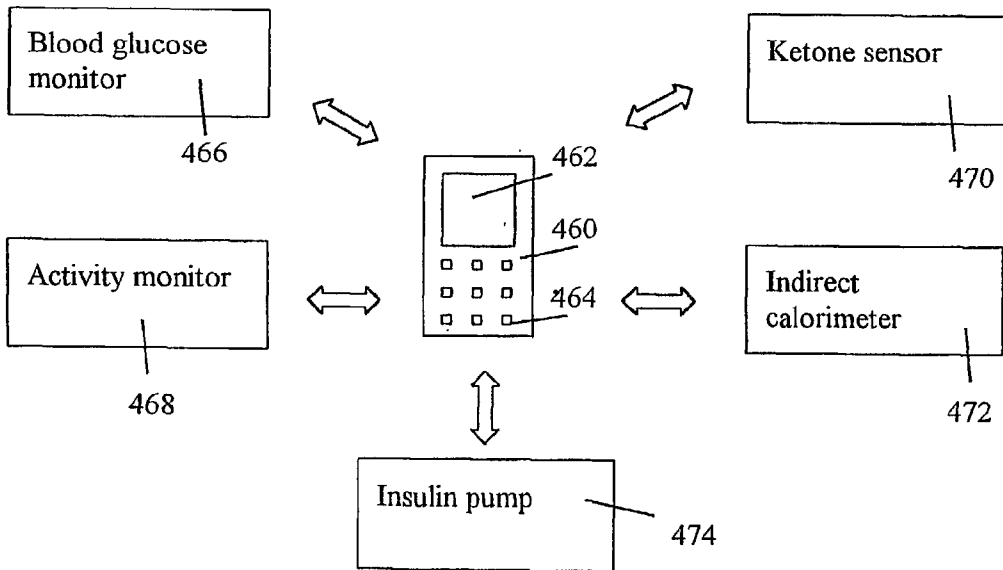 Blood glucose
monitor
466
Ketone sensor
470
462
460
464
Activity monitor
468
Indirect
calorimeter
472
Insulin pump
474